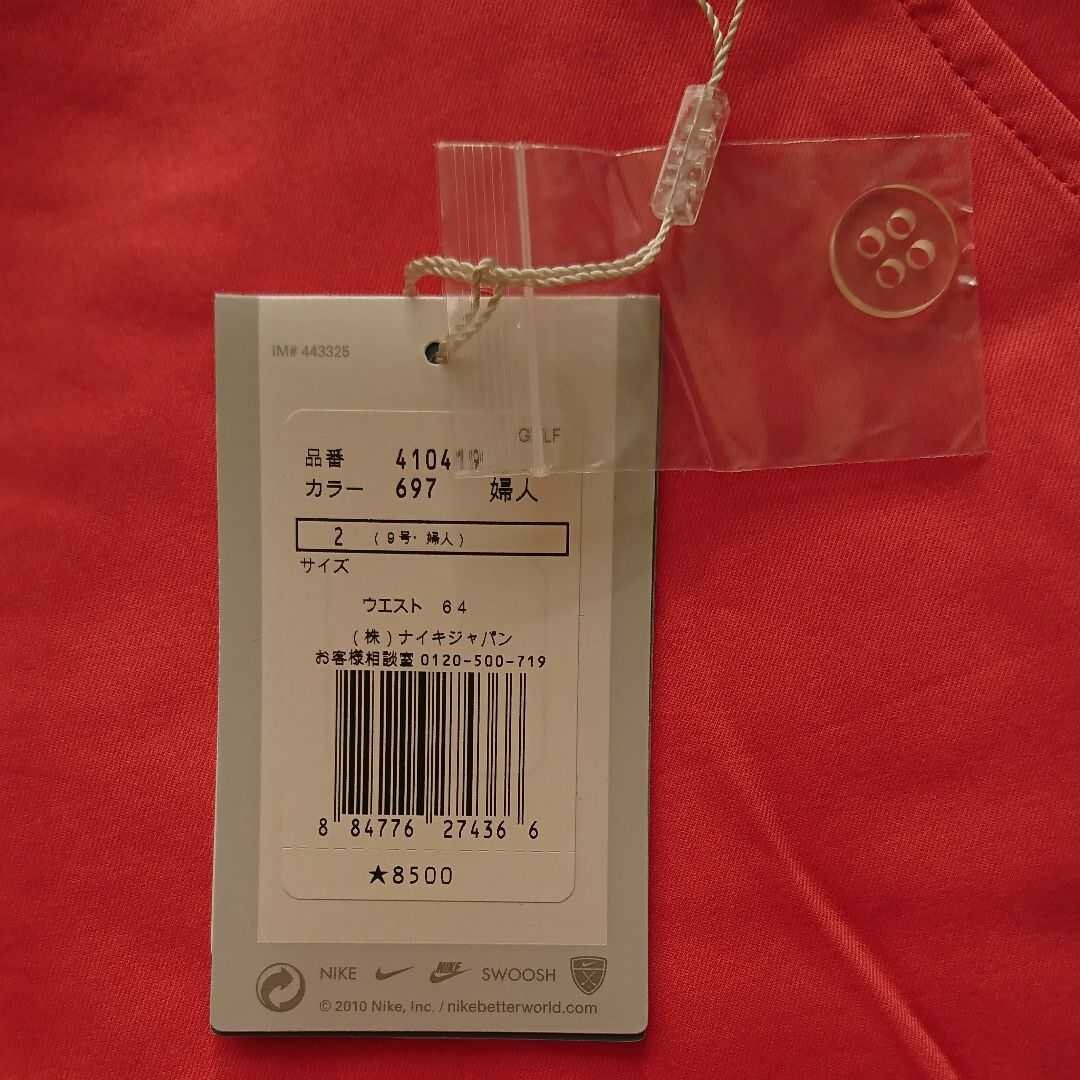 IM# 443325
GOLF
品番 410419
カラー 697 婦人
2 (9号・婦人)
サイズ
ウエスト 64
(株)ナイキジャパン
お客様相談室 0120-500-719
8 84776 27436 6
★8500
NIKE NIKE SWOOSH
© 2010 Nike, Inc. / nikebetterworld.com